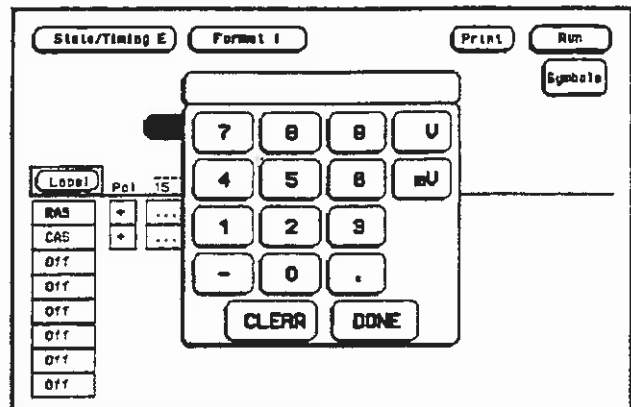 State/Timing E Format 1 Print Run
Symbols
7 8 9 V
Label Pol 15 4 5 6 mV
RAS + ...
CAS + ... 1 2 3
Off
Off - 0 .
Off CLEAR DONE
Off
Off
Off